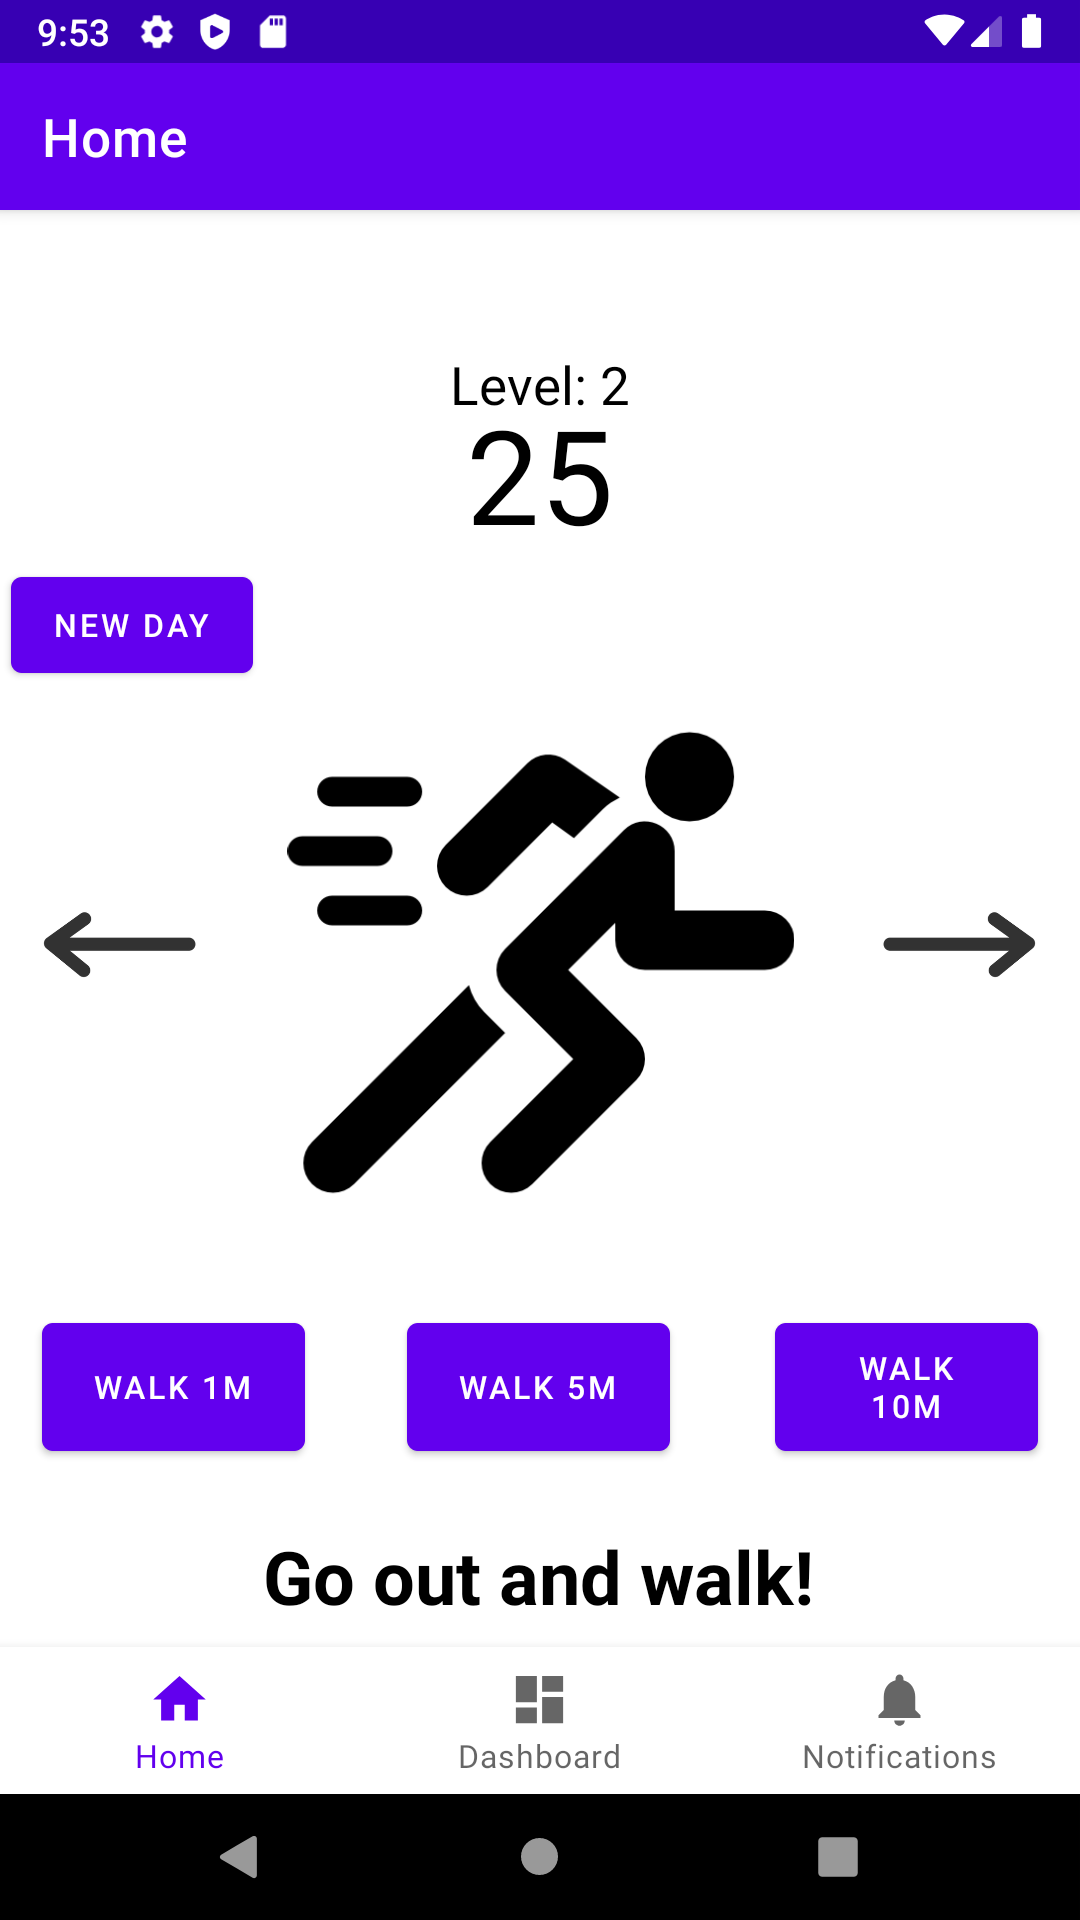 9:53
Home
Level: 2
25
NEW DAY
WALK 1M
WALK 5M
WALK
10M
Go out and walk!
Home
Dashboard
Notifications